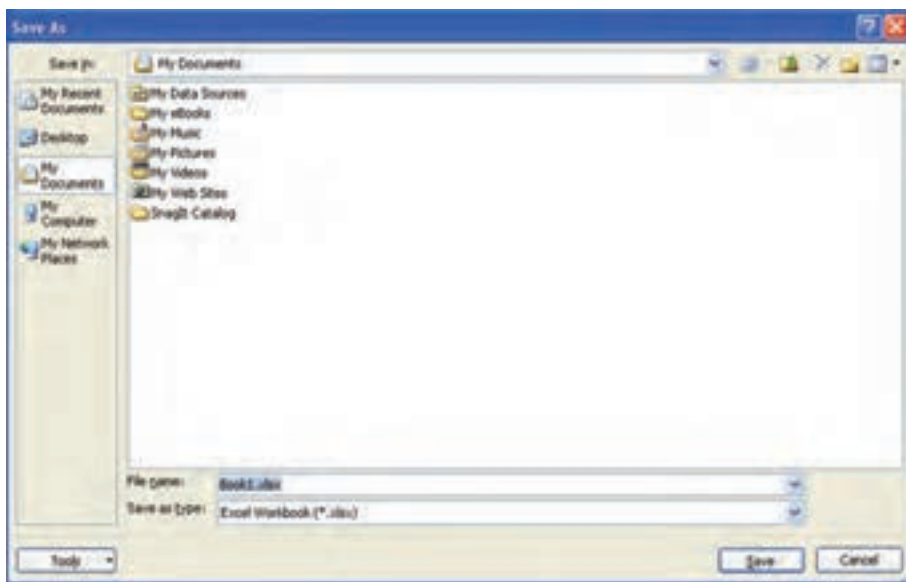 Save As
Save in:
My Documents
My Recent
Documents
Desktop
My
Documents
My
Computer
My Network
Places
My Data Sources
My eBooks
My Music
My Pictures
My Videos
My Web Sites
SnagIt Catalog
File name:
Book1.xlsx
Save as type:
Excel Workbook (*.xlsx)
Tools
Save
Cancel